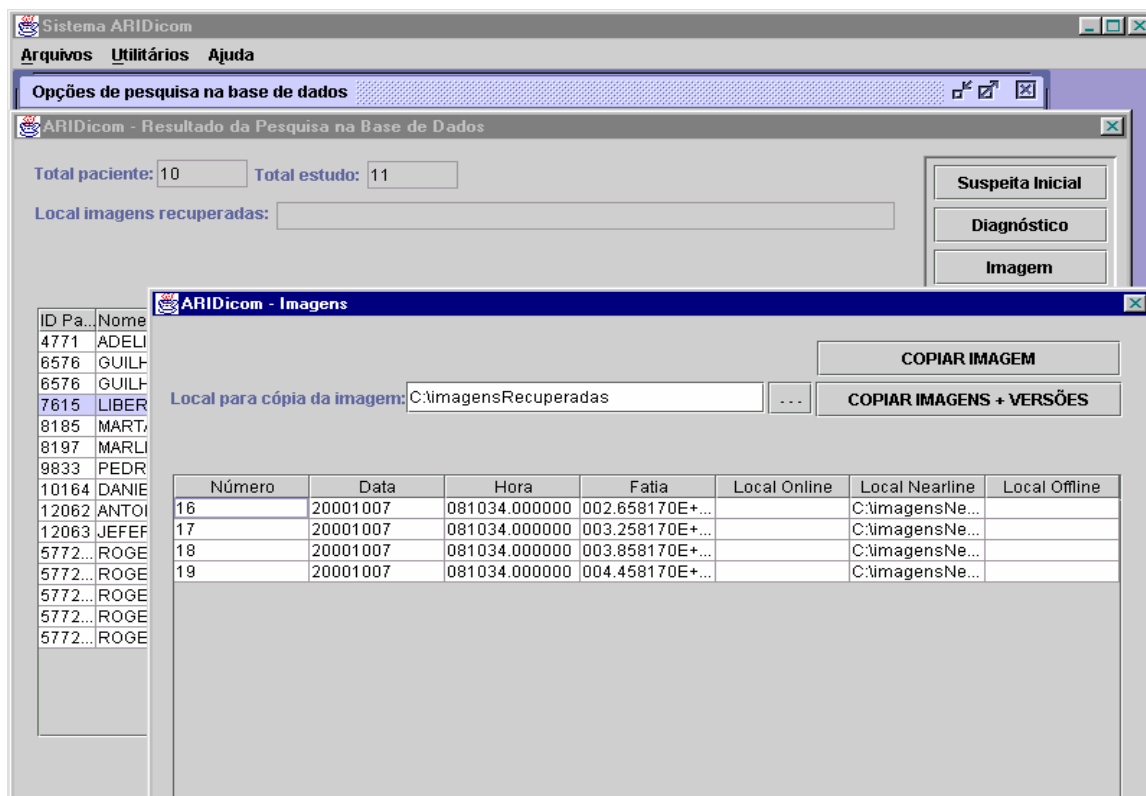 Sistema ARIDicom
Arquivos Utilitários Ajuda
Opções de pesquisa na base de dados
ARIDicom - Resultado da Pesquisa na Base de Dados
Total paciente: 10 Total estudo: 11
Suspeita Inicial
Local imagens recuperadas:
Diagnóstico
Imagem
ARIDicom - Imagens
COPIAR IMAGEM
Local para cópia da imagem: C:\imagensRecuperadas ... COPIAR IMAGENS + VERSÕES
ID Pa... Nome
4771 ADELI
6576 GUILH
6576 GUILH
7615 LIBER
8185 MARTA
8197 MARLI
9833 PEDR
10164 DANIE
12062 ANTOI
12063 JEFEF
5772... ROGE
5772... ROGE
5772... ROGE
5772... ROGE
5772... ROGE
Número Data Hora Fatia Local Online Local Nearline Local Offline
16 20001007 081034.000000 002.658170E+... C:\imagensNe...
17 20001007 081034.000000 003.258170E+... C:\imagensNe...
18 20001007 081034.000000 003.858170E+... C:\imagensNe...
19 20001007 081034.000000 004.458170E+... C:\imagensNe...